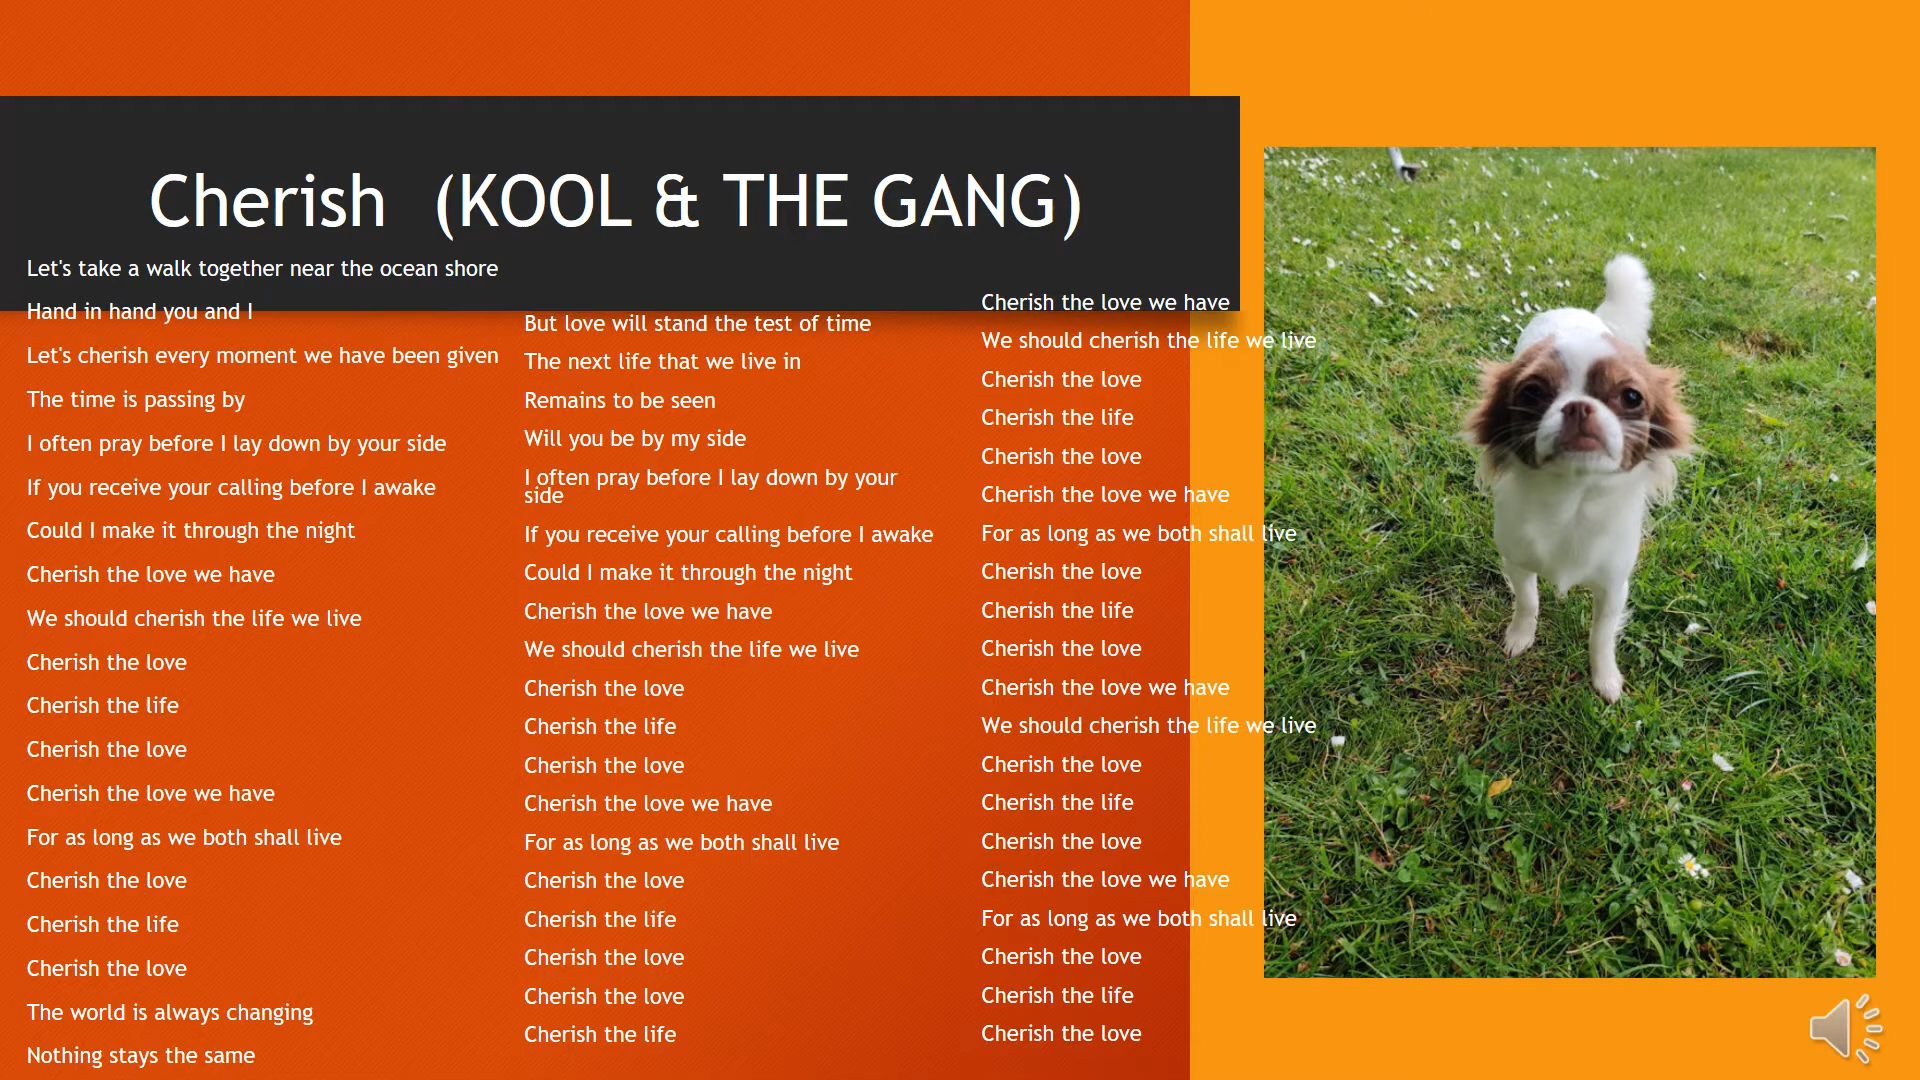 Cherish  (KOOL & THE GANG)
Let's take a walk together near the ocean shore
Hand in hand you and I
Let's cherish every moment we have been given
The time is passing by
I often pray before I lay down by your side
If you receive your calling before I awake
Could I make it through the night
Cherish the love we have
We should cherish the life we live
Cherish the love
Cherish the life
Cherish the love
Cherish the love we have
For as long as we both shall live
Cherish the love
Cherish the life
Cherish the love
The world is always changing
Nothing stays the same
But love will stand the test of time
The next life that we live in
Remains to be seen
Will you be by my side
I often pray before I lay down by your
side
If you receive your calling before I awake
Could I make it through the night
Cherish the love we have
We should cherish the life we live
Cherish the love
Cherish the life
Cherish the love
Cherish the love we have
For as long as we both shall live
Cherish the love
Cherish the life
Cherish the love
Cherish the love
Cherish the life
Cherish the love we have
We should cherish the life we live
Cherish the love
Cherish the life
Cherish the love
Cherish the love we have
For as long as we both shall live
Cherish the love
Cherish the life
Cherish the love
Cherish the love we have
We should cherish the life we live
Cherish the love
Cherish the life
Cherish the love
Cherish the love we have
For as long as we both shall live
Cherish the love
Cherish the life
Cherish the love